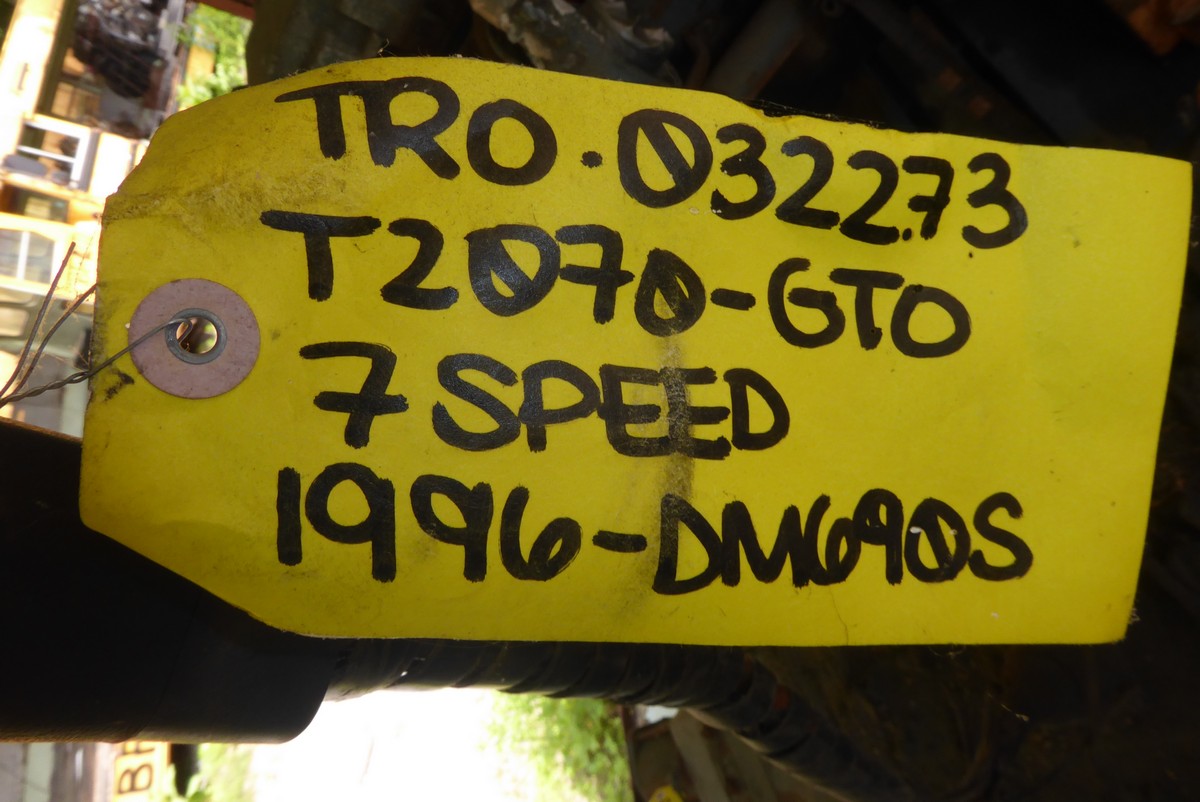 TRO.032273
T2070-GTO
7 SPEED
1996-DM690S